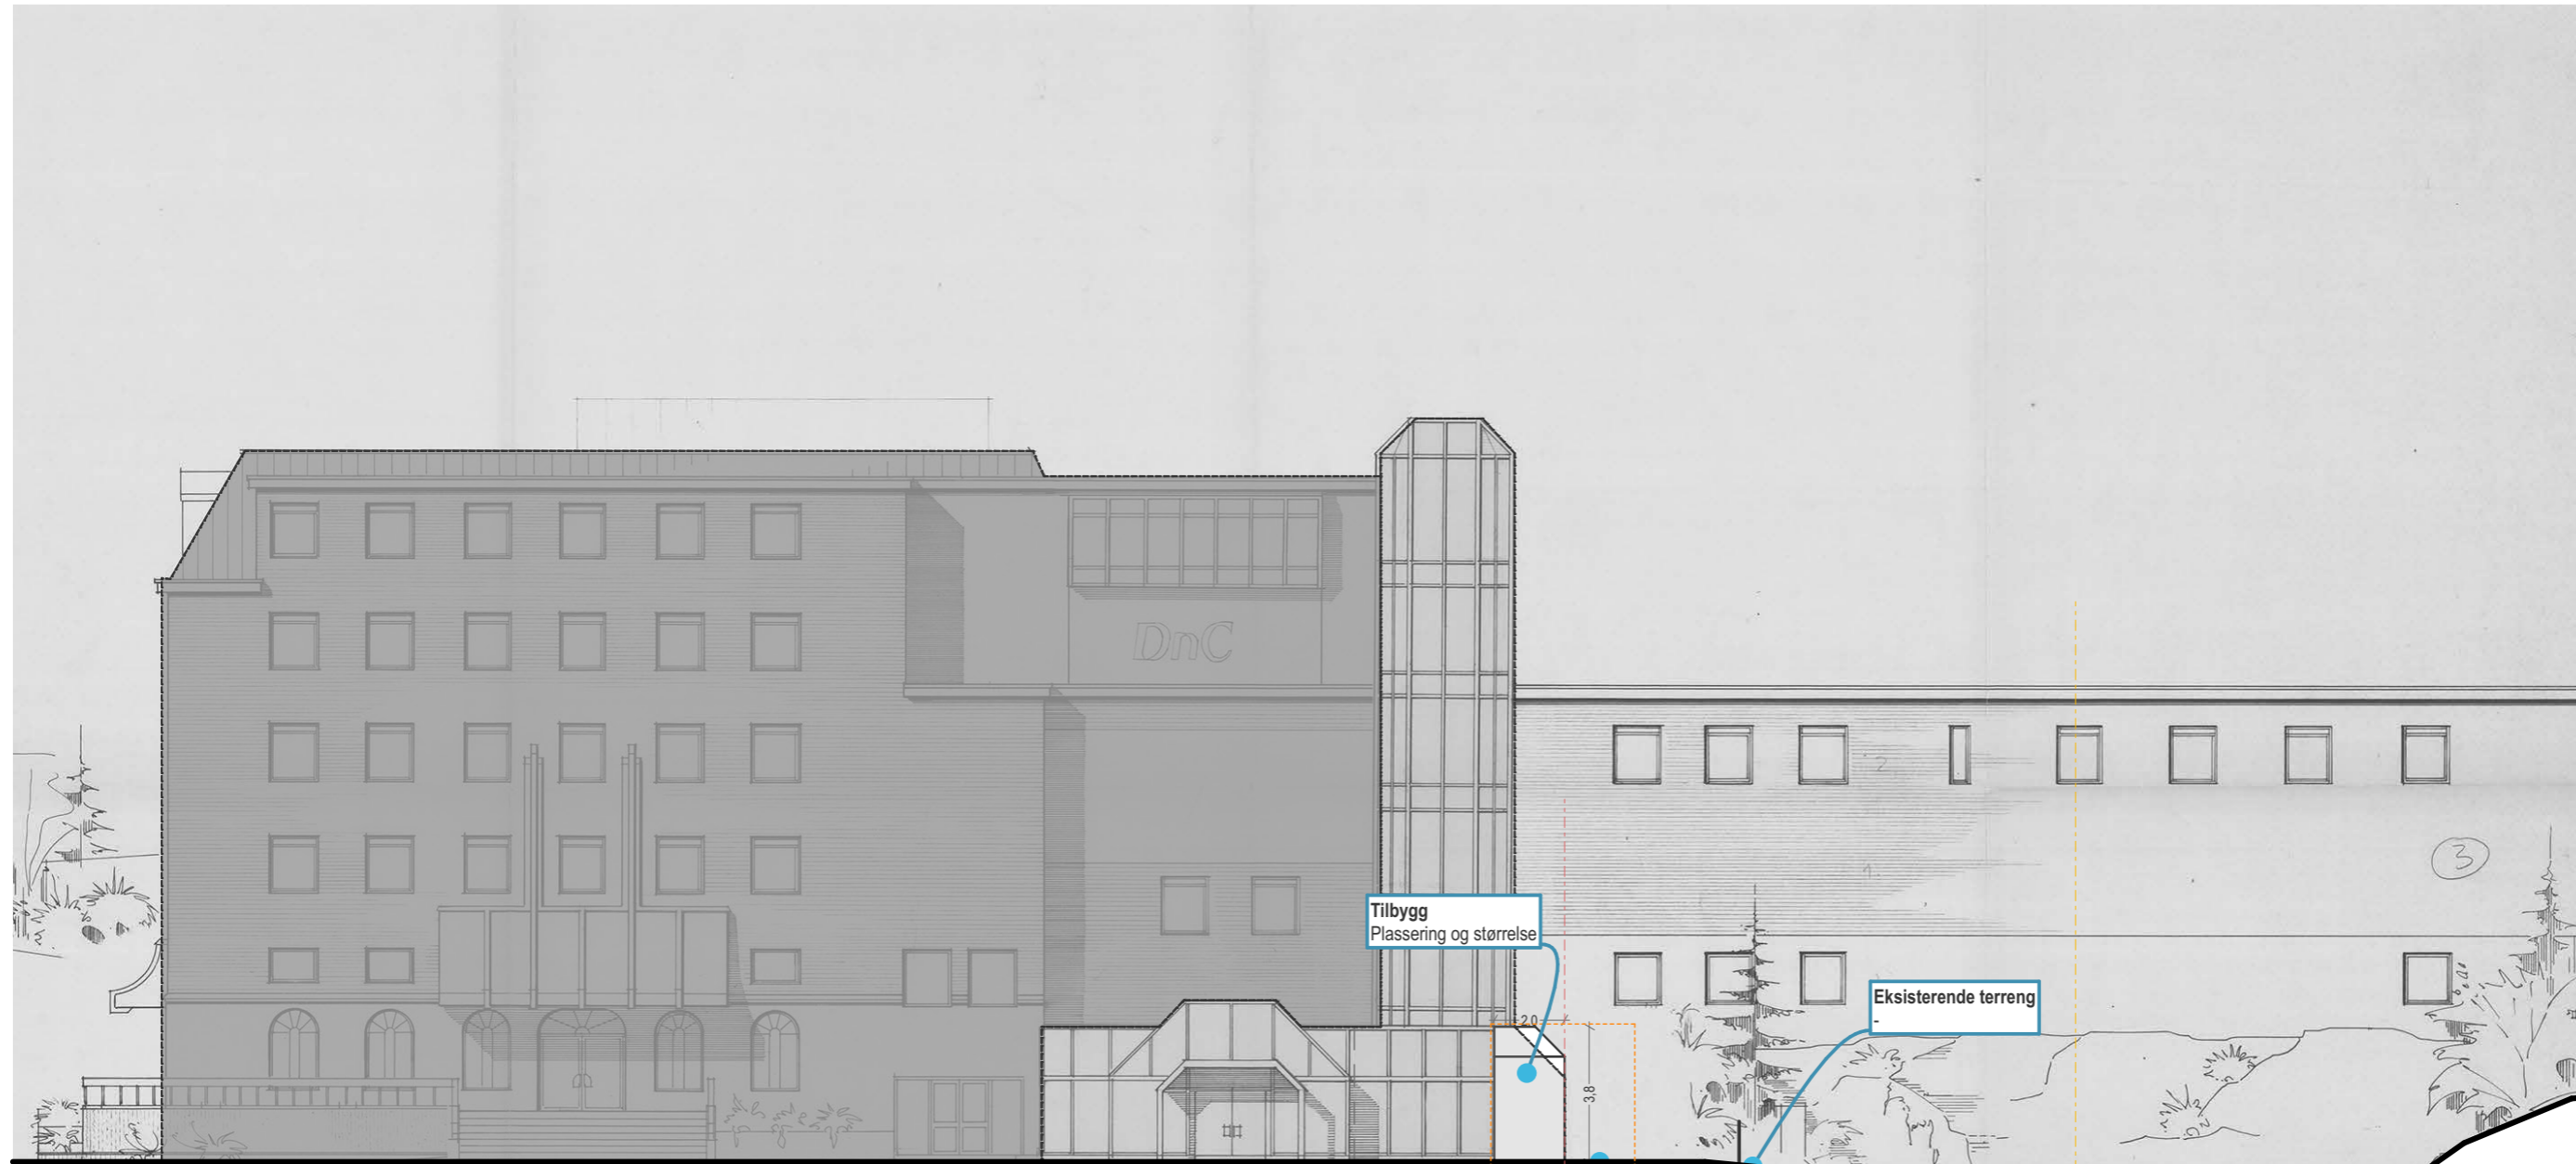 DnC
3
Tilbygg
Plassering og størrelse
Eksisterende terreng
-
2,0
3,8